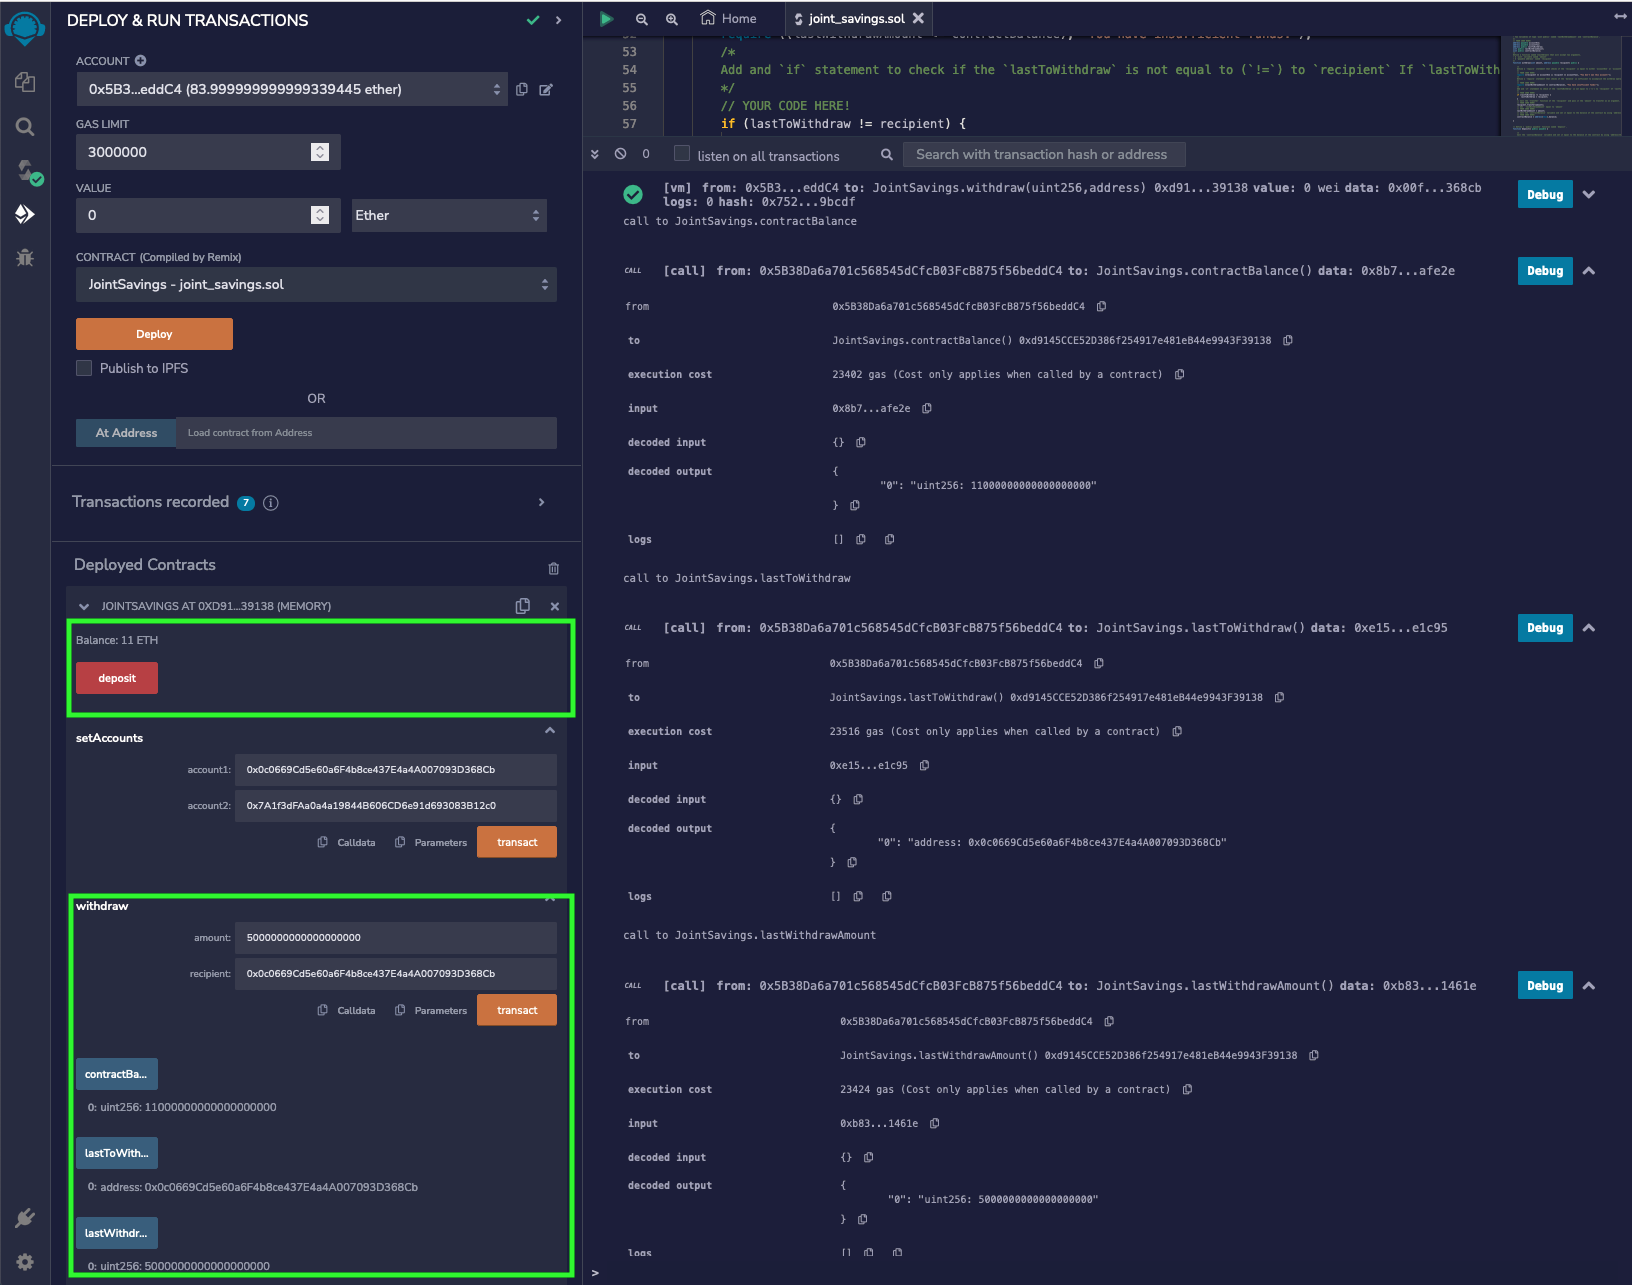 DEPLOY & RUN TRANSACTIONS
ACCOUNT
0x5B3...eddC4 (83.999999999999339445 ether)
GAS LIMIT
3000000
VALUE
0
Ether
CONTRACT (Compiled by Remix)
JointSavings - joint_savings.sol
Deploy
Publish to IPFS
OR
At Address
Load contract from Address
Transactions recorded 7 i
Deployed Contracts
JOINTSAVINGS AT 0XD91...39138 (MEMORY)
Balance: 11 ETH
deposit
setAccounts
account1: 0x0c0669Cd5e60a6F4b8ce437E4a4A007093D368Cb
account2: 0x7A1f3dFAa0a4a19844B606CD6e91d693083B12c0
Calldata Parameters transact
withdraw
amount: 5000000000000000000
recipient: 0x0c0669Cd5e60a6F4b8ce437E4a4A007093D368Cb
Calldata Parameters transact
contractBa...
0: uint256: 11000000000000000000
lastToWith...
0: address: 0x0c0669Cd5e60a6F4b8ce437E4a4A007093D368Cb
lastWithdr...
0: uint256: 5000000000000000000
Home joint_savings.sol
53 /*
54 Add and `if` statement to check if the `lastToWithdraw` is not equal to (`!=`) to `recipient` If `lastToWith
55 */
56 // YOUR CODE HERE!
57 if (lastToWithdraw != recipient) {
0 listen on all transactions Search with transaction hash or address
[vm] from: 0x5B3...eddC4 to: JointSavings.withdraw(uint256,address) 0xd91...39138 value: 0 wei data: 0x00f...368cb
logs: 0 hash: 0x752...9bcdf
Debug
call to JointSavings.contractBalance
CALL [call] from: 0x5B38Da6a701c568545dCfcB03FcB875f56beddC4 to: JointSavings.contractBalance() data: 0x8b7...afe2e Debug
from 0x5B38Da6a701c568545dCfcB03FcB875f56beddC4
to JointSavings.contractBalance() 0xd9145CCE52D386f254917e481eB44e9943F39138
execution cost 23402 gas (Cost only applies when called by a contract)
input 0x8b7...afe2e
decoded input {}
decoded output {
"0": "uint256: 11000000000000000000"
}
logs []
call to JointSavings.lastToWithdraw
CALL [call] from: 0x5B38Da6a701c568545dCfcB03FcB875f56beddC4 to: JointSavings.lastToWithdraw() data: 0xe15...e1c95 Debug
from 0x5B38Da6a701c568545dCfcB03FcB875f56beddC4
to JointSavings.lastToWithdraw() 0xd9145CCE52D386f254917e481eB44e9943F39138
execution cost 23516 gas (Cost only applies when called by a contract)
input 0xe15...e1c95
decoded input {}
decoded output {
"0": "address: 0x0c0669Cd5e60a6F4b8ce437E4a4A007093D368Cb"
}
logs []
call to JointSavings.lastWithdrawAmount
CALL [call] from: 0x5B38Da6a701c568545dCfcB03FcB875f56beddC4 to: JointSavings.lastWithdrawAmount() data: 0xb83...1461e Debug
from 0x5B38Da6a701c568545dCfcB03FcB875f56beddC4
to JointSavings.lastWithdrawAmount() 0xd9145CCE52D386f254917e481eB44e9943F39138
execution cost 23424 gas (Cost only applies when called by a contract)
input 0xb83...1461e
decoded input {}
decoded output {
"0": "uint256: 5000000000000000000"
}
logs []
>